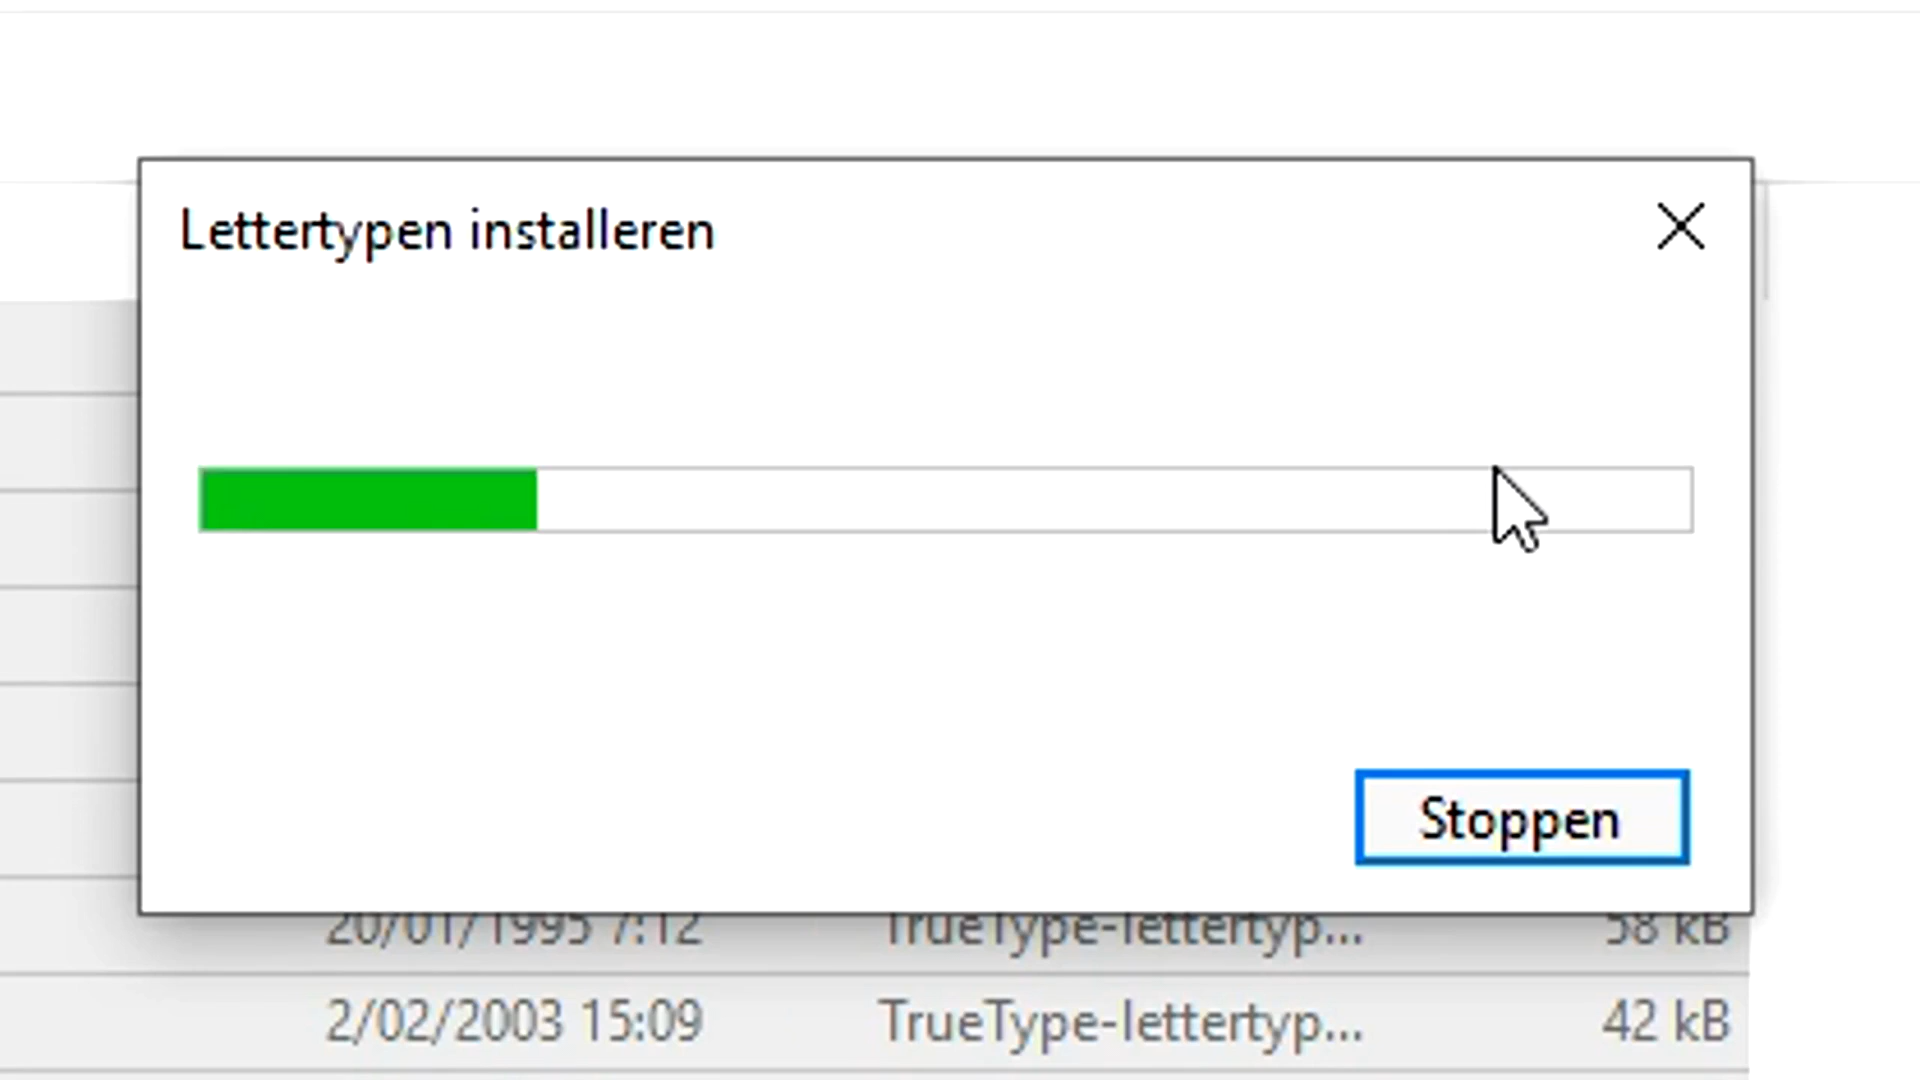 Lettertypen installeren
Stoppen
20/01/1995 7:12 TrueType-lettertyp... 58 kB
2/02/2003 15:09 TrueType-lettertyp... 42 kB